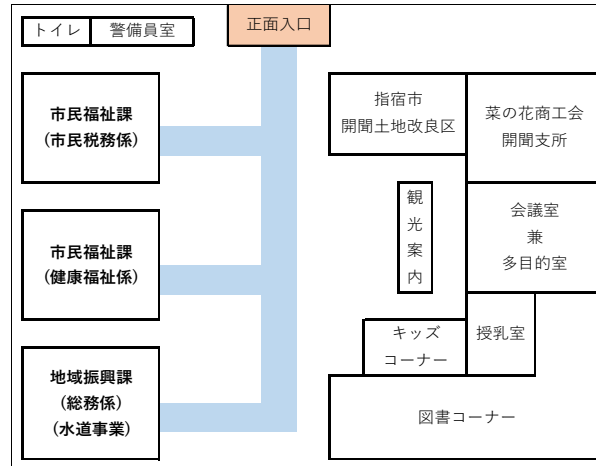 トイレ
警備員室
正面入口
市民福祉課
(市民税務係)
指宿市
開聞土地改良区
菜の花商工会
開聞支所
市民福祉課
(健康福祉係)
観光案内
会議室
兼
多目的室
キッズ
コーナー
授乳室
地域振興課
(総務係)
(水道事業)
図書コーナー